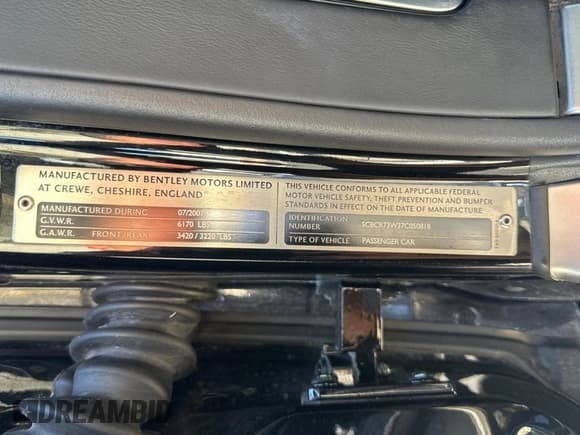 MANUFACTURED BY BENTLEY MOTORS LIMITED
AT CREWE, CHESHIRE, ENGLAND
MANUFACTURED DURING 07/2007
G.V.W.R. 6170 LBS
G.A.W.R. FRONT/REAR 3420/3220 LBS
THIS VEHICLE CONFORMS TO ALL APPLICABLE FEDERAL
MOTOR VEHICLE SAFETY, THEFT PREVENTION AND BUMPER
STANDARDS IN EFFECT ON THE DATE OF MANUFACTURE
IDENTIFICATION
NUMBER
TYPE OF VEHICLE PASSENGER CAR
DREAMBID